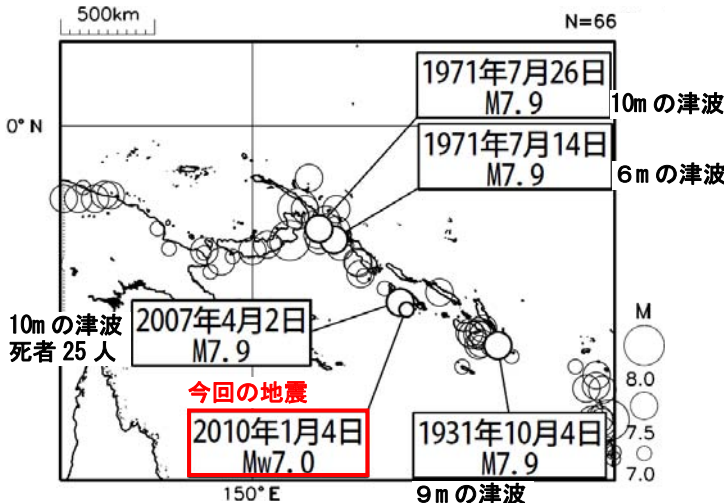 500km
N=66
1971年7月26日
M7.9
10mの津波
0°N
1971年7月14日
M7.9
6mの津波
10mの津波
死者25人
2007年4月2日
M7.9
今回の地震
2010年1月4日
Mw7.0
1931年10月4日
M7.9
9mの津波
M
8.0
7.5
7.0
150°E